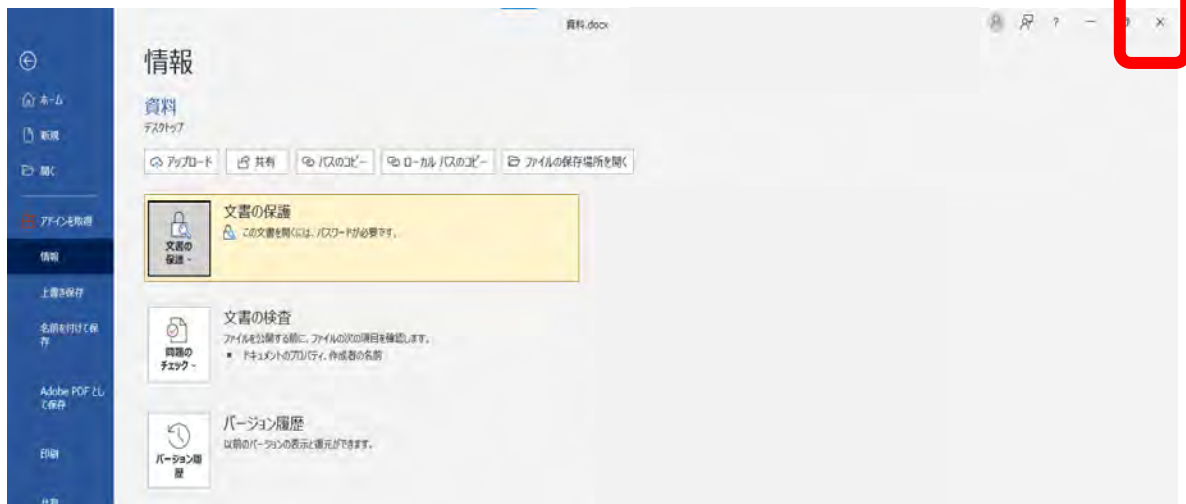 資料.docx
?
情報
ホーム
新規
開く
アドインを取得
情報
上書き保存
名前を付けて保
存
Adobe PDF とし
て保存
印刷
共有
資料
デスクトップ
アップロード
共有
パスのコピー
ローカル パスのコピー
ファイルの保存場所を開く
文書の
保護
文書の保護
この文書を開くには、パスワードが必要です。
問題の
チェック
文書の検査
ファイルを公開する前に、ファイルの次の項目を確認します。
■ ドキュメントのプロパティ、作成者の名前
バージョン履
歴
バージョン履歴
以前のバージョンの表示と復元ができます。